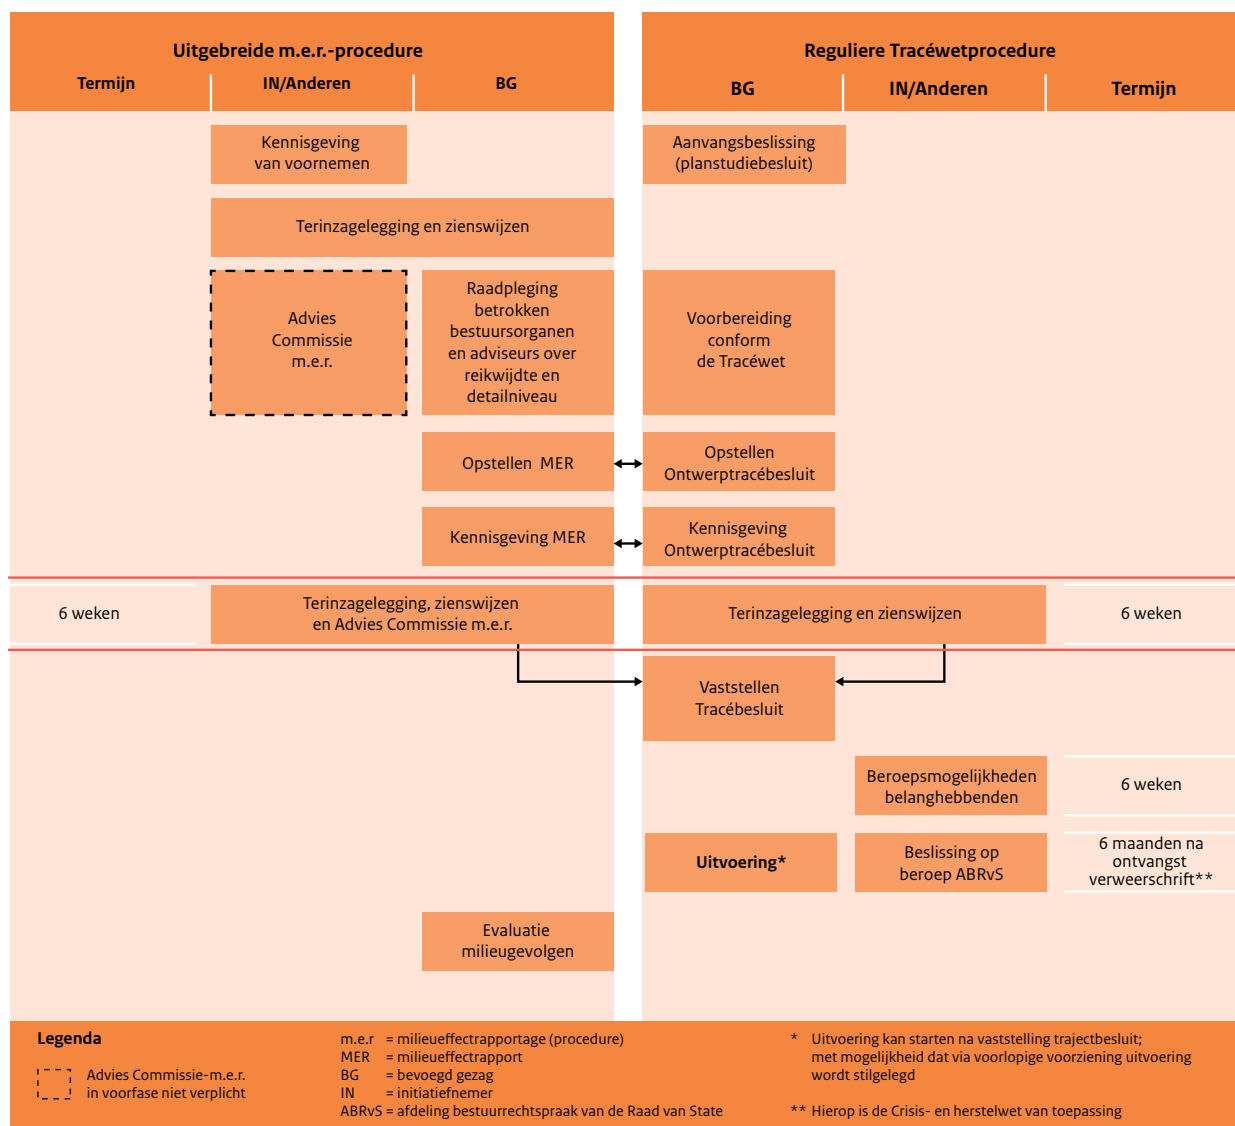 Uitgebreide m.e.r.-procedure
Termijn
IN/Anderen
BG
Reguliere Tracéwetprocedure
BG
IN/Anderen
Termijn
Kennisgeving
van voornemen
Aanvangsbeslissing
(planstudiebesluit)
Terinzagelegging en zienswijzen
Advies
Commissie
m.e.r.
Raadpleging
betrokken
bestuursorganen
en adviseurs over
reikwijdte en
detailniveau
Voorbereiding
conform
de Tracéwet
Opstellen MER
Opstellen
Ontwerptracébesluit
Kennisgeving MER
Kennisgeving
Ontwerptracébesluit
6 weken
Terinzagelegging, zienswijzen
en Advies Commissie m.e.r.
Terinzagelegging en zienswijzen
6 weken
Vaststellen
Tracébesluit
Beroepsmogelijkheden
belanghebbenden
6 weken
Uitvoering*
Beslissing op
beroep ABRvS
6 maanden na
ontvangst
verweerschrift**
Evaluatie
milieugevolgen
Legenda
Advies Commissie-m.e.r.
in voorfase niet verplicht
m.e.r = milieueffectrapportage (procedure)
MER = milieueffectrapport
BG = bevoegd gezag
IN = initiatiefnemer
ABRvS = afdeling bestuurrechtspraak van de Raad van State
* Uitvoering kan starten na vaststelling trajectbesluit;
met mogelijkheid dat via voorlopige voorziening uitvoering
wordt stilgelegd
** Hierop is de Crisis- en herstelwet van toepassing